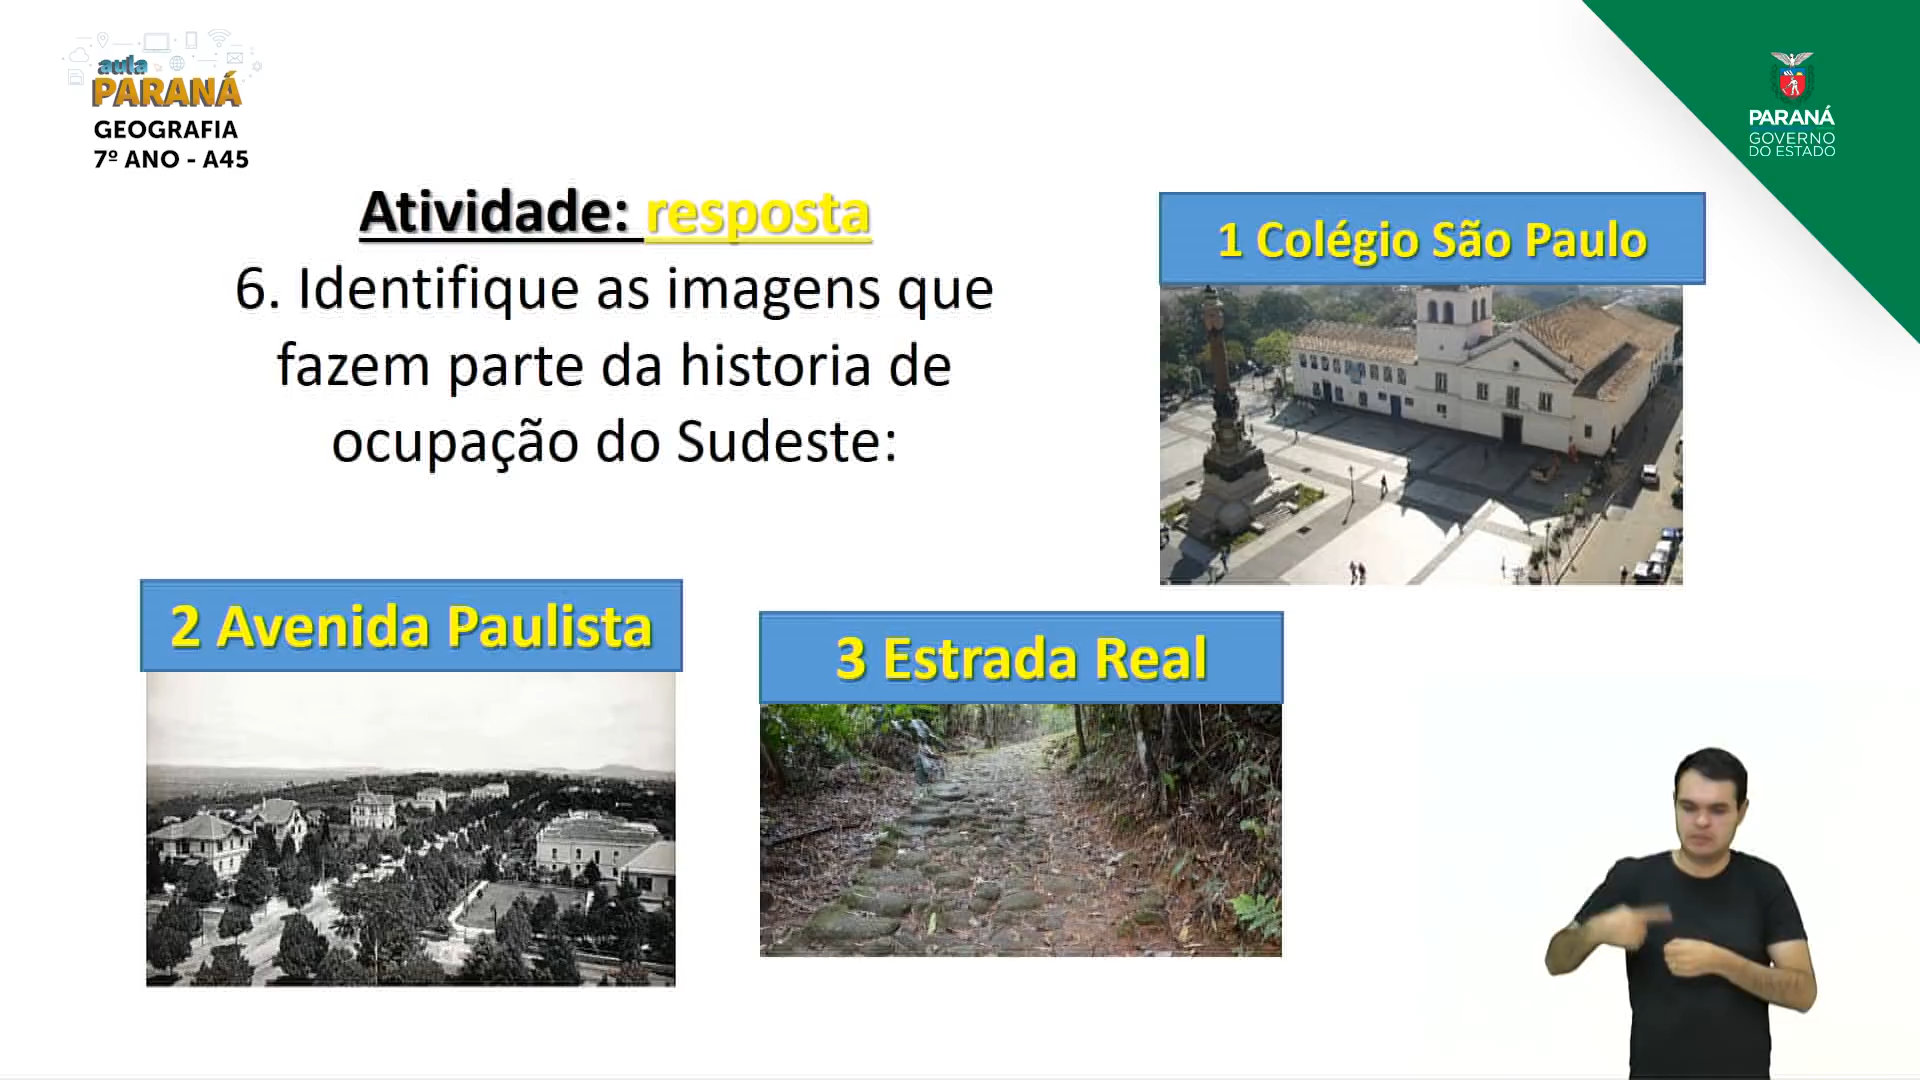 aula
PARANÁ
GEOGRAFIA
7º ANO - A45
PARANÁ
GOVERNO
DO ESTADO
Atividade: resposta
6. Identifique as imagens que
fazem parte da historia de
ocupação do Sudeste:
1 Colégio São Paulo
2 Avenida Paulista
3 Estrada Real